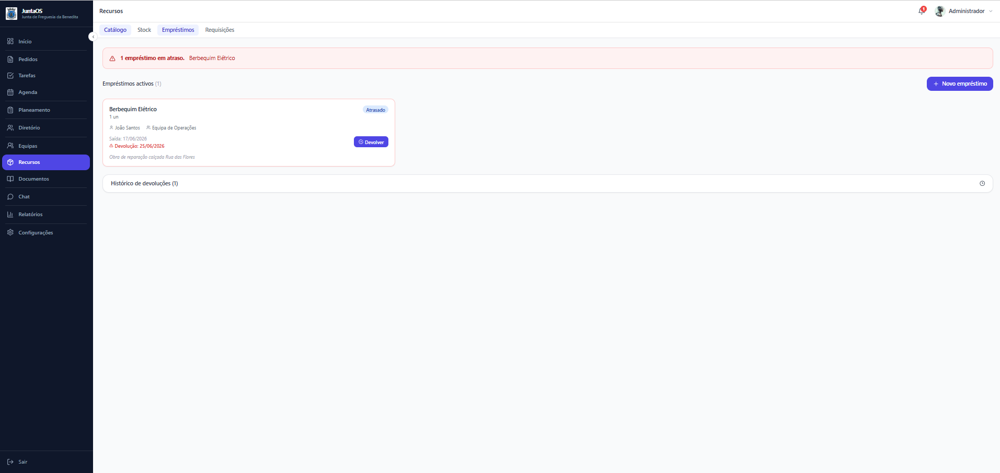 JuntaOS
Junta de Freguesia da Benedita
Início
Pedidos
Tarefas
Agenda
Planeamento
Diretório
Equipas
Recursos
Documentos
Chat
Relatórios
Configurações
Sair
Recursos
1
Administrador
Catálogo Stock Empréstimos Requisições
1 empréstimo em atraso. Berbequim Elétrico
Empréstimos activos (1)
Novo empréstimo
Berbequim Elétrico
Atrasado
1 un
João Santos Equipa de Operações
Saída: 17/06/2026
Devolução: 25/06/2026
Devolver
Obra de reparação calçada Rua das Flores
Histórico de devoluções (1)